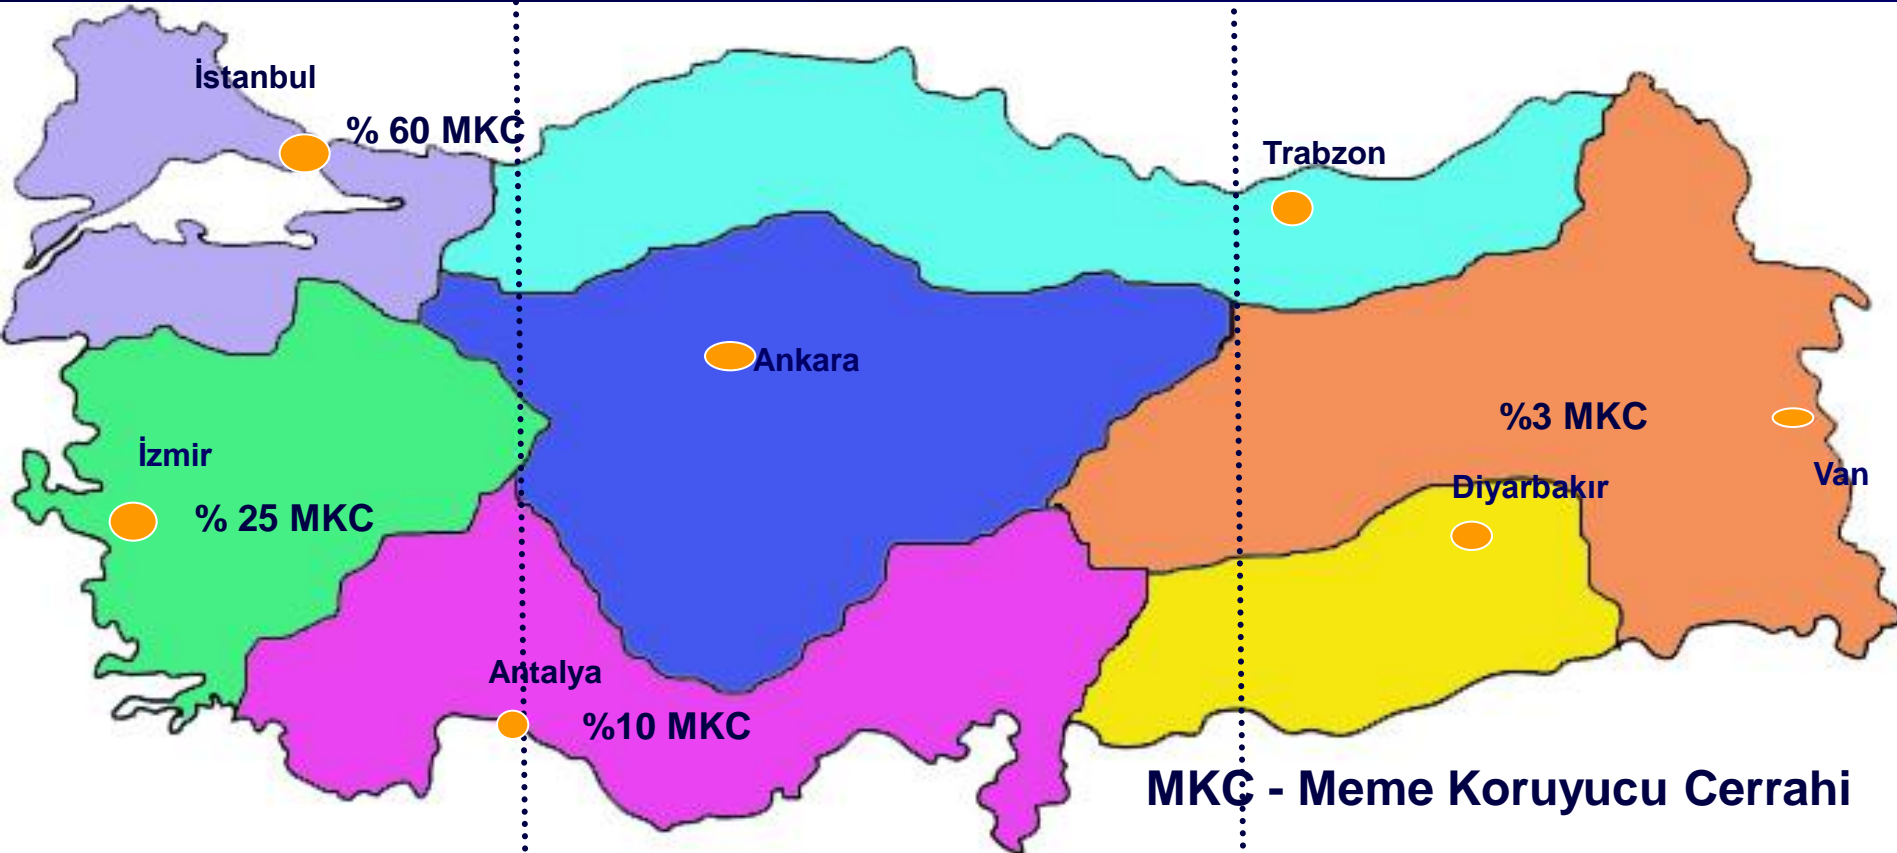 İstanbul
% 60 MKC
Trabzon
Ankara
%3 MKC
İzmir
Van
Diyarbakır
% 25 MKC
Antalya
%10 MKC
MKC - Meme Koruyucu Cerrahi